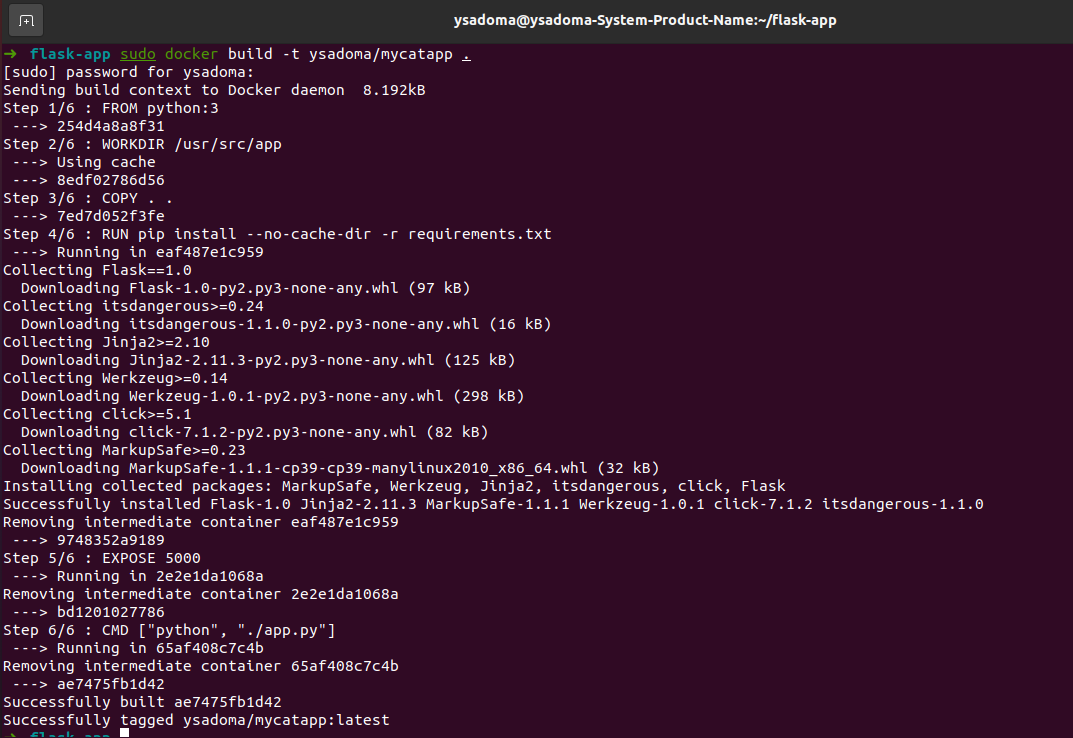 ysadoma@ysadoma-System-Product-Name:~/flask-app
➜  flask-app sudo docker build -t ysadoma/mycatapp .
[sudo] password for ysadoma:
Sending build context to Docker daemon  8.192kB
Step 1/6 : FROM python:3
 ---> 254d4a8a8f31
Step 2/6 : WORKDIR /usr/src/app
 ---> Using cache
 ---> 8edf02786d56
Step 3/6 : COPY . .
 ---> 7ed7d052f3fe
Step 4/6 : RUN pip install --no-cache-dir -r requirements.txt
 ---> Running in eaf487e1c959
Collecting Flask==1.0
  Downloading Flask-1.0-py2.py3-none-any.whl (97 kB)
Collecting itsdangerous>=0.24
  Downloading itsdangerous-1.1.0-py2.py3-none-any.whl (16 kB)
Collecting Jinja2>=2.10
  Downloading Jinja2-2.11.3-py2.py3-none-any.whl (125 kB)
Collecting Werkzeug>=0.14
  Downloading Werkzeug-1.0.1-py2.py3-none-any.whl (298 kB)
Collecting click>=5.1
  Downloading click-7.1.2-py2.py3-none-any.whl (82 kB)
Collecting MarkupSafe>=0.23
  Downloading MarkupSafe-1.1.1-cp39-cp39-manylinux2010_x86_64.whl (32 kB)
Installing collected packages: MarkupSafe, Werkzeug, Jinja2, itsdangerous, click, Flask
Successfully installed Flask-1.0 Jinja2-2.11.3 MarkupSafe-1.1.1 Werkzeug-1.0.1 click-7.1.2 itsdangerous-1.1.0
Removing intermediate container eaf487e1c959
 ---> 9748352a9189
Step 5/6 : EXPOSE 5000
 ---> Running in 2e2e1da1068a
Removing intermediate container 2e2e1da1068a
 ---> bd1201027786
Step 6/6 : CMD ["python", "./app.py"]
 ---> Running in 65af408c7c4b
Removing intermediate container 65af408c7c4b
 ---> ae7475fb1d42
Successfully built ae7475fb1d42
Successfully tagged ysadoma/mycatapp:latest
➜  flask-app